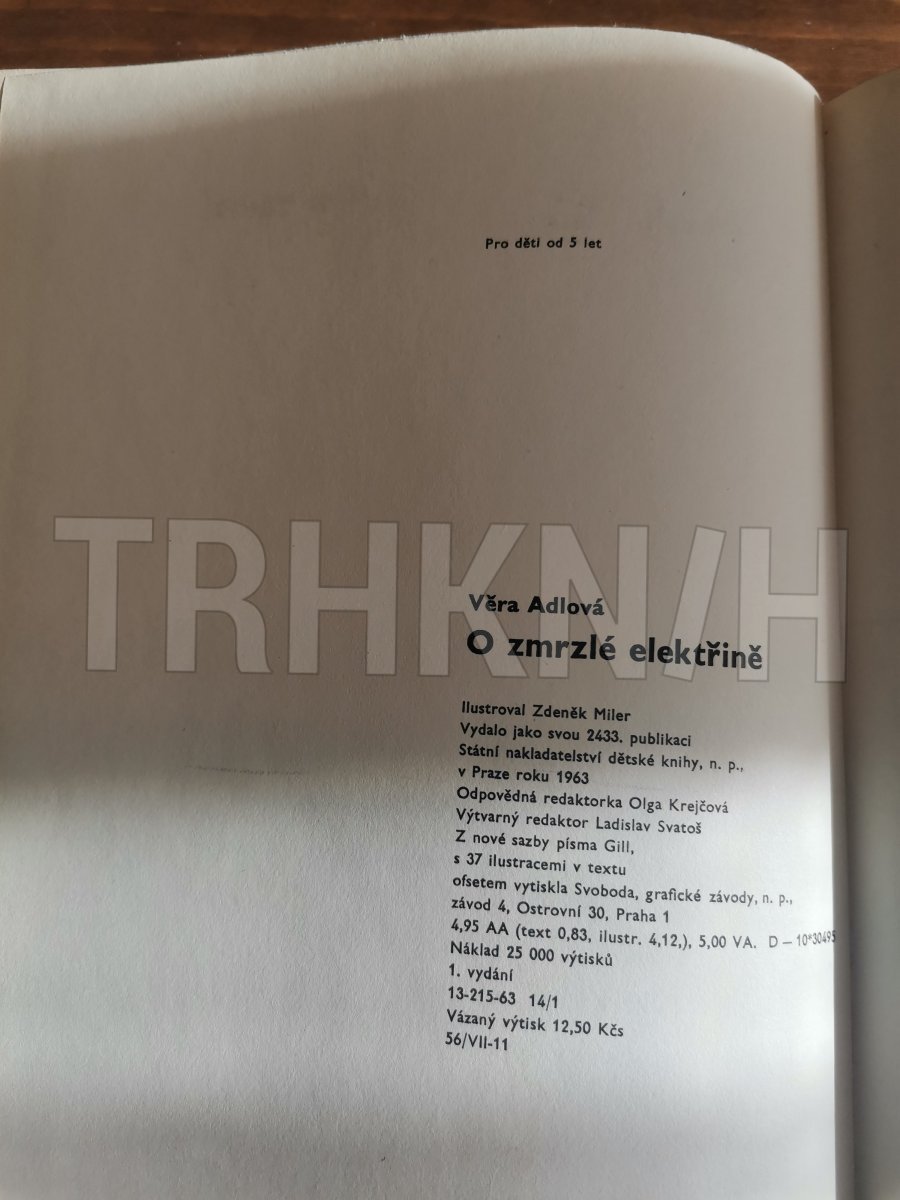 Pro děti od 5 let
TRHKN/H
Věra Adlová
O zmrzlé elektřině
Ilustroval Zdeněk Miler
Vydalo jako svou 2433. publikaci
Státní nakladatelství dětské knihy, n. p.,
v Praze roku 1963
Odpovědná redaktorka Olga Krejčová
Výtvarný redaktor Ladislav Svatoš
Z nové sazby písma Gill,
s 37 ilustracemi v textu
ofsetem vytiskla Svoboda, grafické závody, n. p.,
závod 4, Ostrovní 30, Praha 1
4,95 AA (text 0,83, ilustr. 4,12,), 5,00 VA. D – 10*30495
Náklad 25 000 výtisků
1. vydání
13-215-63 14/1
Vázaný výtisk 12,50 Kčs
56/VII-11